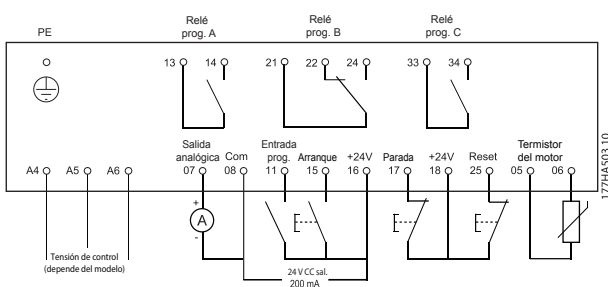 PE
Relé
prog. A
Relé
prog. B
Relé
prog. C
13 14 21 22 24 33 34
Salida
analógica
Com
Entrada
prog.
Arranque
+24V
Parada
+24V
Reset
Termistor
del motor
A4 A5 A6 07 08 11 15 16 17 18 25 05 06
+
A
-
Tensión de control
(depende del modelo)
24 V CC sal.
200 mA
177HA503.10